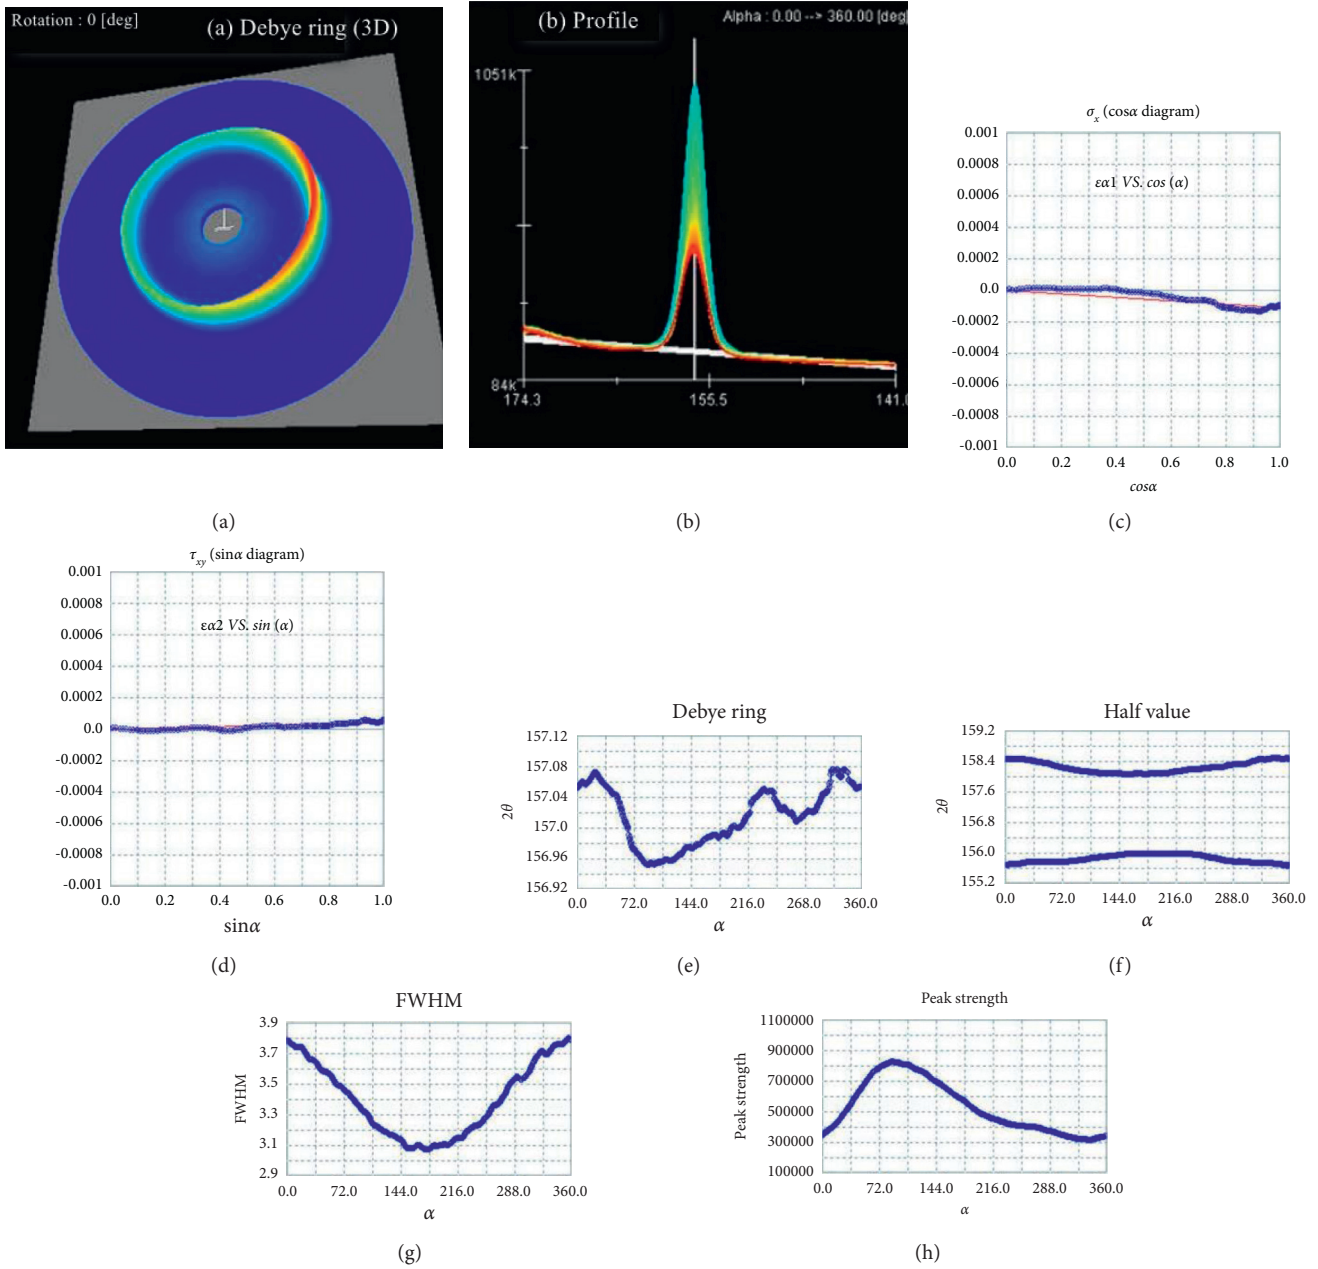 Rotation : 0 [deg]
(a) Debye ring (3D)
(b) Profile
Alpha : 0.00 --> 360.00 [deg]
1051k
84k
174.3 155.5 141.0
σx (cosα diagram)
0.001
0.0008
0.0006
0.0004
0.0002
0.0
-0.0002
-0.0004
-0.0006
-0.0008
-0.001
εα1 VS. cos (α)
0.0 0.2 0.4 0.6 0.8 1.0
cosα
(a)
(b)
(c)
τxy (sinα diagram)
0.001
0.0008
0.0006
0.0004
0.0002
0.0
-0.0002
-0.0004
-0.0006
-0.0008
-0.001
εα2 VS. sin (α)
0.0 0.2 0.4 0.6 0.8 1.0
sinα
(d)
Debye ring
157.12
157.08
157.04
157.0
156.96
156.92
2θ
0.0 72.0 144.0 216.0 268.0 360.0
α
(e)
Half value
159.2
158.4
157.6
156.8
156.0
155.2
2θ
0.0 72.0 144.0 216.0 288.0 360.0
α
(f)
FWHM
3.9
3.7
3.5
3.3
3.1
2.9
FWHM
0.0 72.0 144.0 216.0 288.0 360.0
α
(g)
Peak strength
1100000
900000
700000
500000
300000
100000
Peak strength
0.0 72.0 144.0 216.0 288.0 360.0
α
(h)